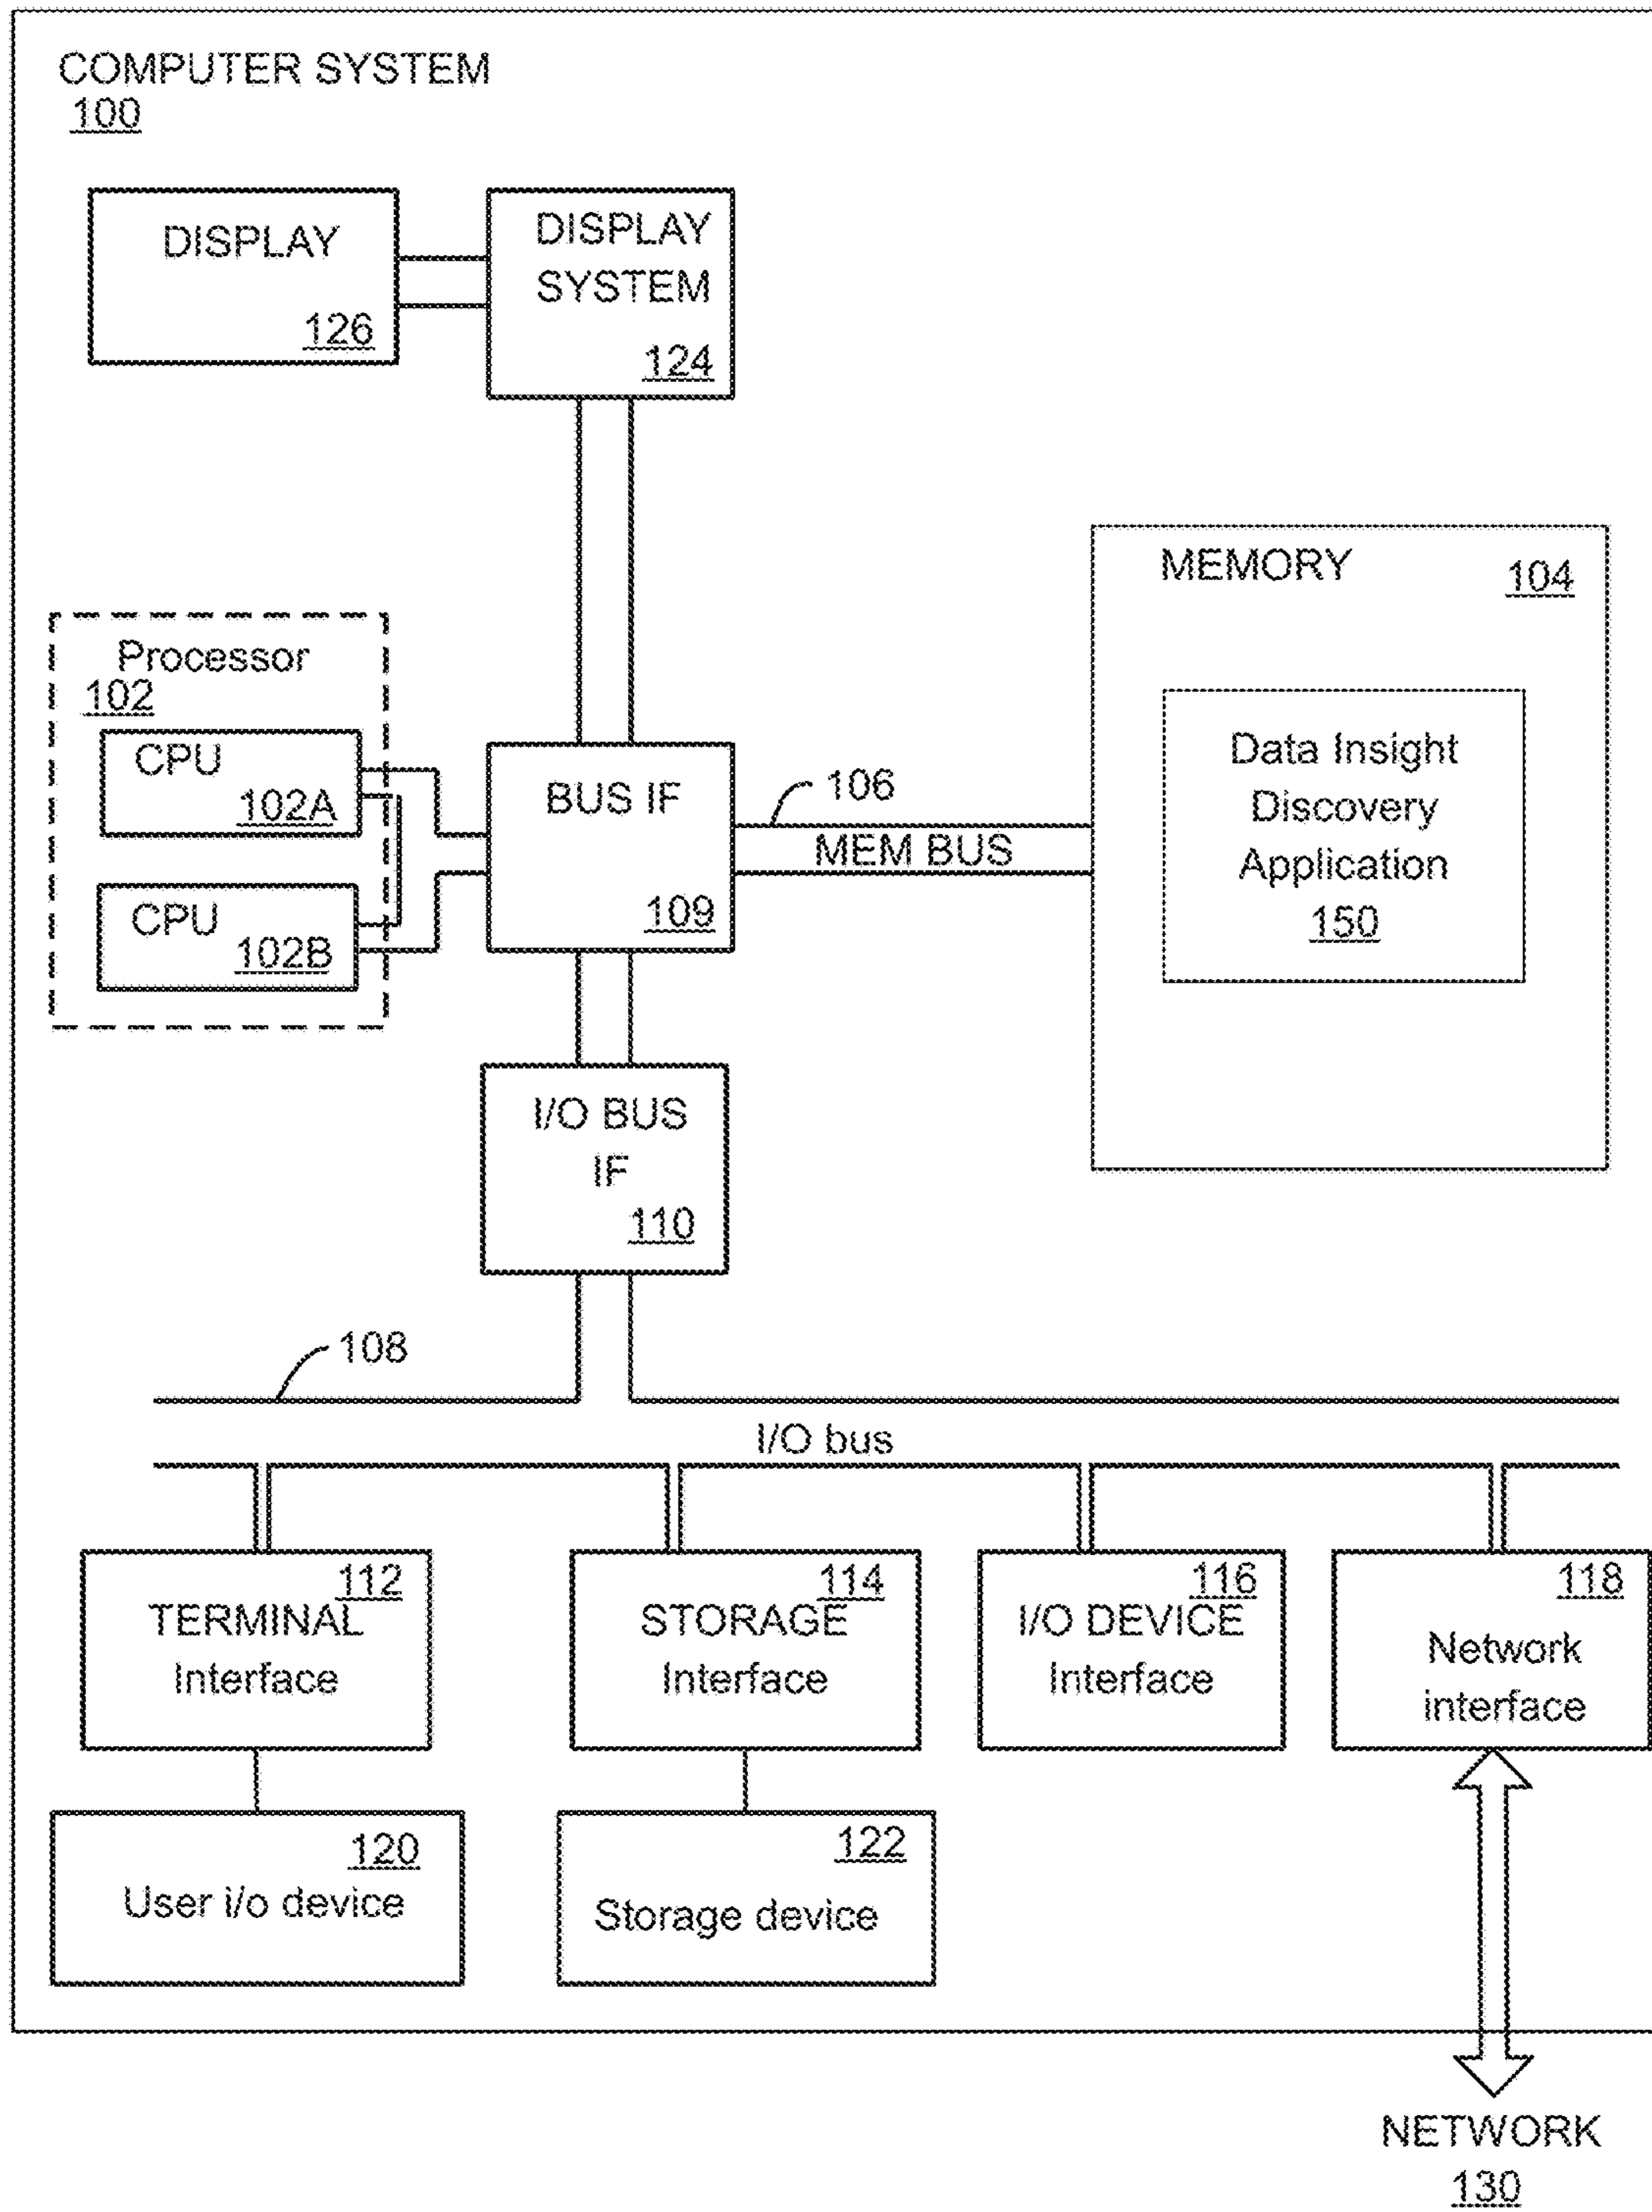 COMPUTER SYSTEM
100
DISPLAY
126
DISPLAY
SYSTEM
124
MEMORY
104
Processor
102
CPU
102A
CPU
102B
BUS IF
109
106
MEM BUS
Data Insight
Discovery
Application
150
I/O BUS
IF
110
108
I/O bus
112
TERMINAL
Interface
114
STORAGE
Interface
116
I/O DEVICE
Interface
118
Network
interface
120
User i/o device
122
Storage device
NETWORK
130